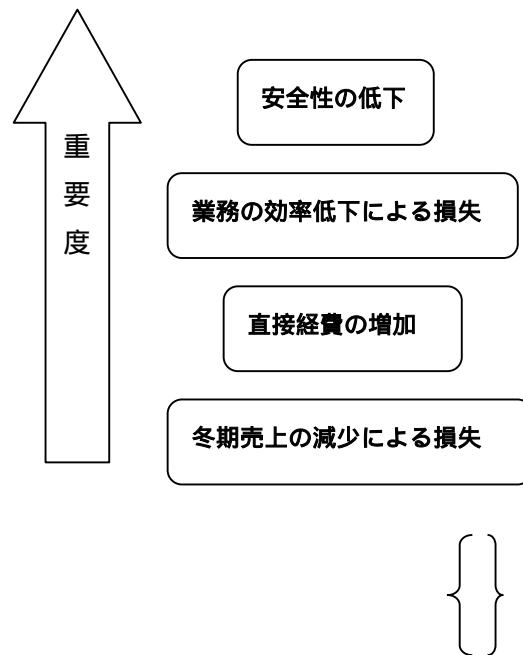 安全性の低下
重
要
度
業務の効率低下による損失
直接経費の増加
冬期売上の減少による損失